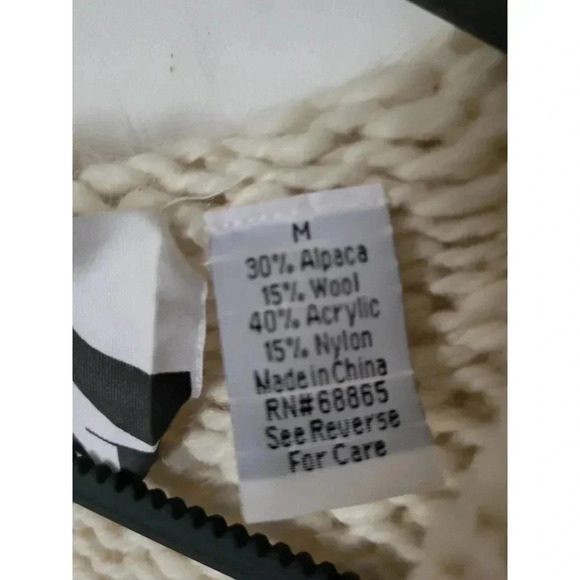 M
30% Alpaca
15% Wool
40% Acrylic
15% Nylon
Made in China
RN#68865
See Reverse
For Care